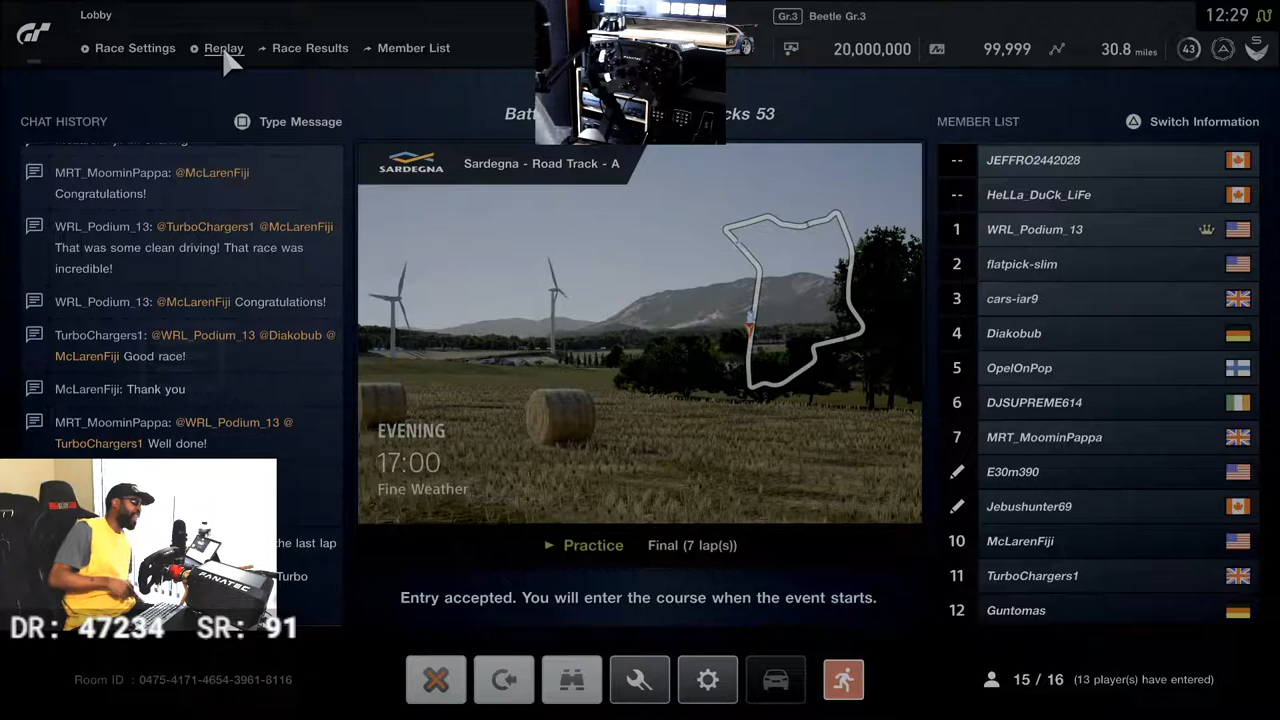 Lobby
Race Settings Replay Race Results Member List
Gr.3 Beetle Gr.3
12:29
20,000,000 99,999 30.8 miles 43 A S
CHAT HISTORY Type Message
cks 53
MEMBER LIST Switch Information
MRT_MoominPappa: @McLarenFiji
Congratulations!
WRL_Podium_13: @TurboChargers1 @McLarenFiji
That was some clean driving! That race was
incredible!
WRL_Podium_13: @McLarenFiji Congratulations!
TurboChargers1: @WRL_Podium_13 @Diakobub @
McLarenFiji Good race!
McLarenFiji: Thank you
MRT_MoominPappa: @WRL_Podium_13 @
TurboChargers1 Well done!
the last lap
Turbo
FANATEC
DR: 47234 SR: 91
Room ID : 0475-4171-4654-3961-8116
SARDEGNA
Sardegna - Road Track - A
EVENING
17:00
Fine Weather
Practice Final (7 lap(s))
Entry accepted. You will enter the course when the event starts.
-- JEFFRO2442028
-- HeLLa_DuCk_LiFe
1 WRL_Podium_13
2 flatpick-slim
3 cars-iar9
4 Diakobub
5 OpelOnPop
6 DJSUPREME614
7 MRT_MoominPappa
E30m390
Jebushunter69
10 McLarenFiji
11 TurboChargers1
12 Guntomas
15 / 16 (13 player(s) have entered)